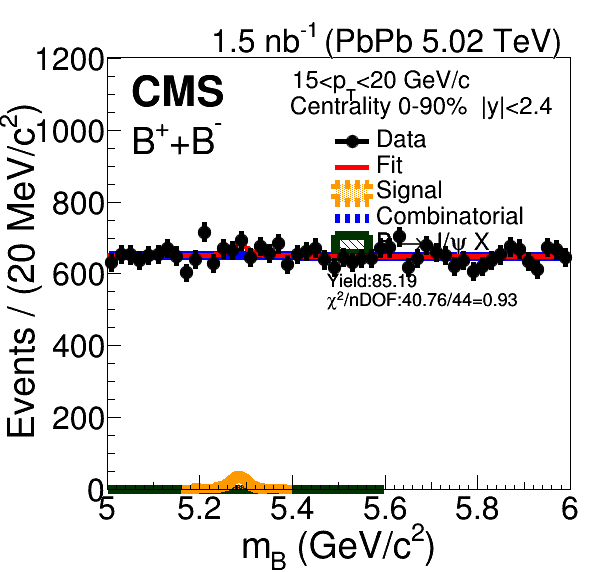 1.5 nb⁻¹ (PbPb 5.02 TeV)
CMS
B⁺+B⁻
15<p_T<20 GeV/c
Centrality 0-90% |y|<2.4
Data
Fit
Signal
Combinatorial
B → J/ψ X
Yield:85.19
χ²/nDOF:40.76/44=0.93
Events / (20 MeV/c²)
1200
1000
800
600
400
200
0
5 5.2 5.4 5.6 5.8 6
m_B (GeV/c²)